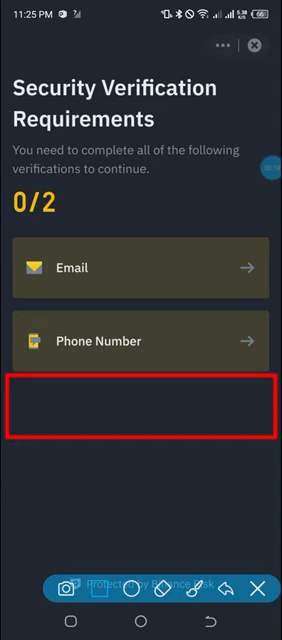 11:25 PM
Security Verification
Requirements
You need to complete all of the following
verifications to continue.
0/2
Email
Phone Number
Protected by Binance Risk